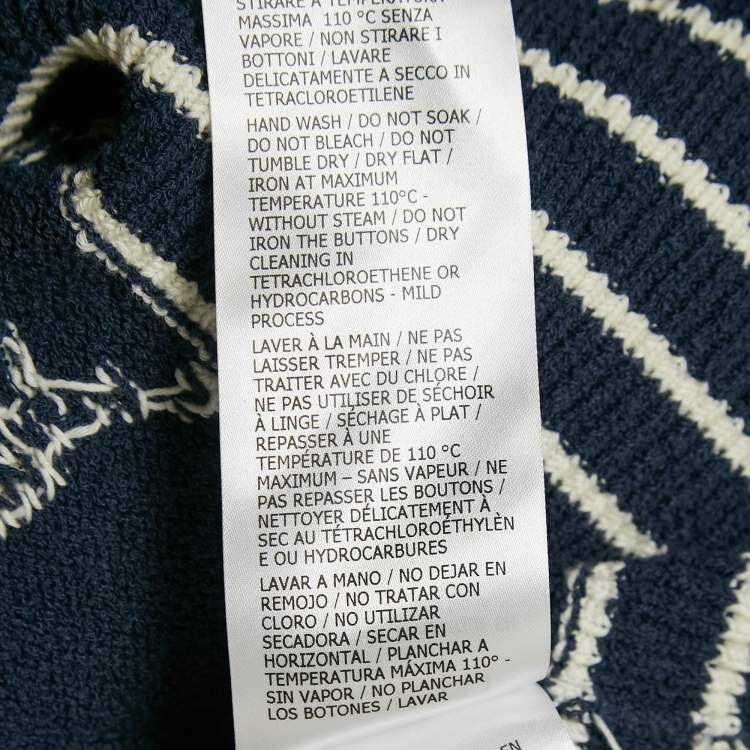 STIRARE A TEMPERATURA
MASSIMA 110 °C SENZA
VAPORE / NON STIRARE I
BOTTONI / LAVARE
DELICATAMENTE A SECCO IN
TETRACLOROETILENE
HAND WASH / DO NOT SOAK /
DO NOT BLEACH / DO NOT
TUMBLE DRY / DRY FLAT /
IRON AT MAXIMUM
TEMPERATURE 110°C -
WITHOUT STEAM / DO NOT
IRON THE BUTTONS / DRY
CLEANING IN
TETRACHLOROETHENE OR
HYDROCARBONS - MILD
PROCESS
LAVER À LA MAIN / NE PAS
LAISSER TREMPER / NE PAS
TRAITER AVEC DU CHLORE /
NE PAS UTILISER DE SÉCHOIR
À LINGE / SÉCHAGE À PLAT /
REPASSER À UNE
TEMPÉRATURE DE 110 °C
MAXIMUM – SANS VAPEUR / NE
PAS REPASSER LES BOUTONS /
NETTOYER DÉLICATEMENT À
SEC AU TÉTRACHLOROÉTHYLÈN
E OU HYDROCARBURES
LAVAR A MANO / NO DEJAR EN
REMOJO / NO TRATAR CON
CLORO / NO UTILIZAR
SECADORA / SECAR EN
HORIZONTAL / PLANCHAR A
TEMPERATURA MÁXIMA 110° -
SIN VAPOR / NO PLANCHAR
LOS BOTONES / LAVAR
EN